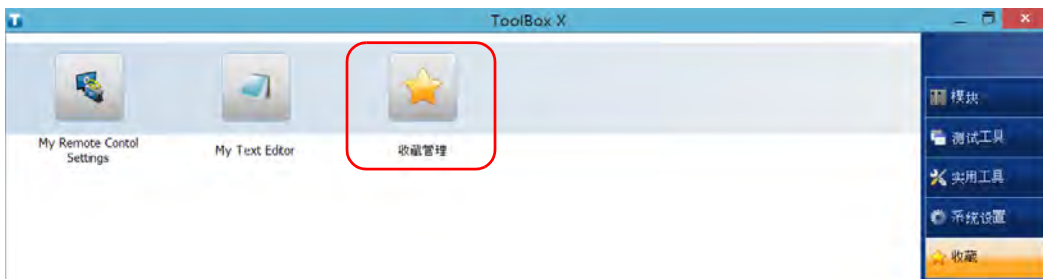 ToolBox X
My Remote Contol
Settings
My Text Editor
收藏管理
模块
测试工具
实用工具
系统设置
收藏